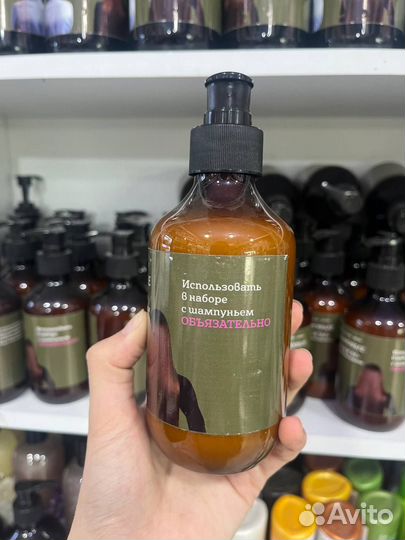 Использовать
в наборе
с шампунем
ОБЪЯЗАТЕЛЬНО
Avito